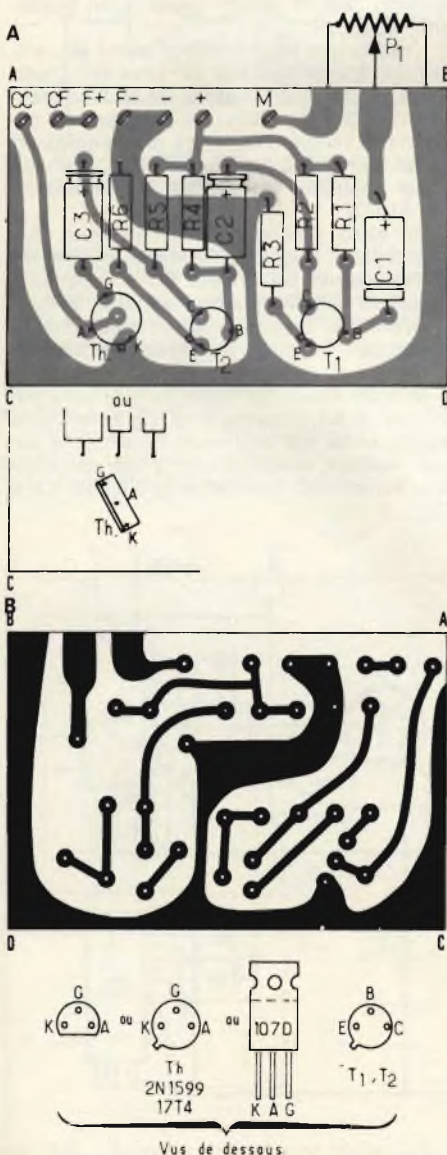 A
P1
A B
CC CF F+ F- - + M
C3 R6 R5 R4 C2 R3 R2 R1 C1
+ + +
G C C
A K B B
Th. E T2 E T1
C ou D
G
A
Th. K
C
B
B A
D C
G G B
K A ou K A ou 107D E C
Th T1, T2
2N1599
17T4 K A G
Vus de dessous